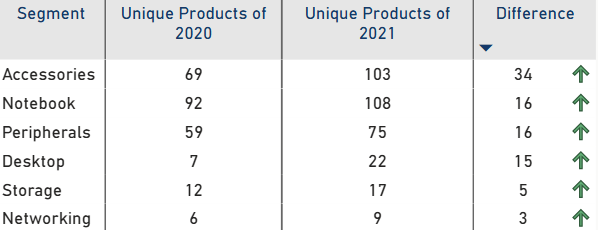 Segment Unique Products of 2020 Unique Products of 2021 Difference
Accessories 69 103 34
Notebook 92 108 16
Peripherals 59 75 16
Desktop 7 22 15
Storage 12 17 5
Networking 6 9 3